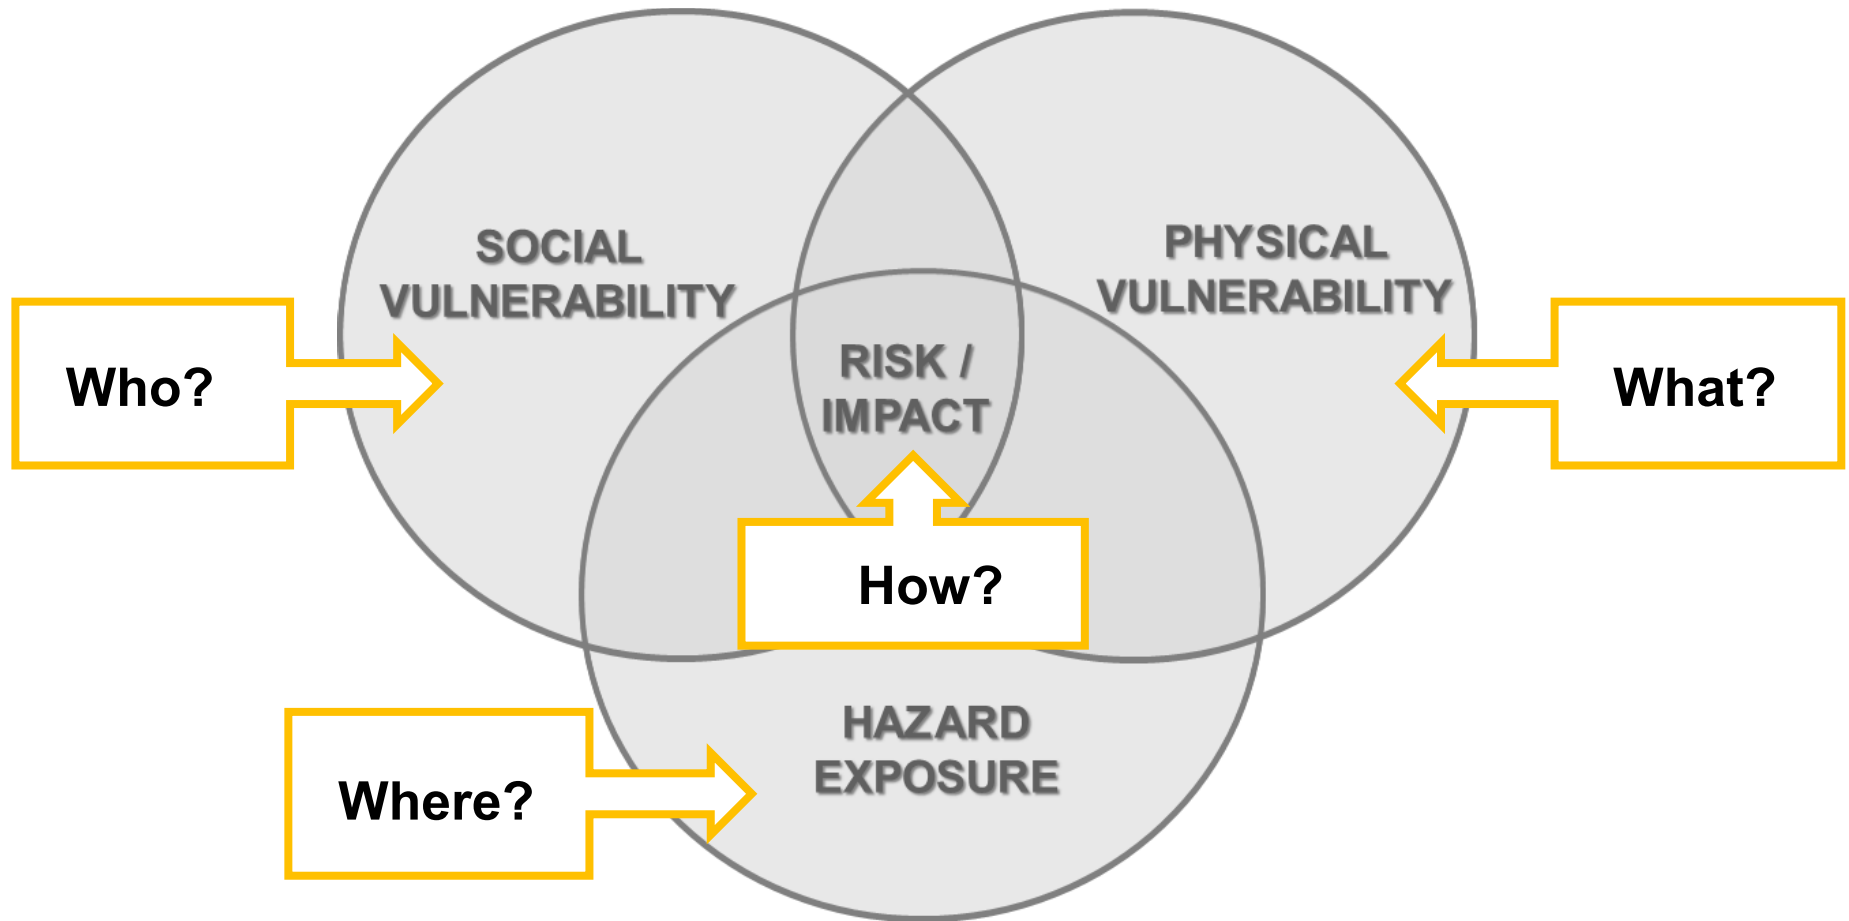 SOCIAL
VULNERABILITY
PHYSICAL
VULNERABILITY
Who?
RISK /
IMPACT
What?
How?
HAZARD
EXPOSURE
Where?